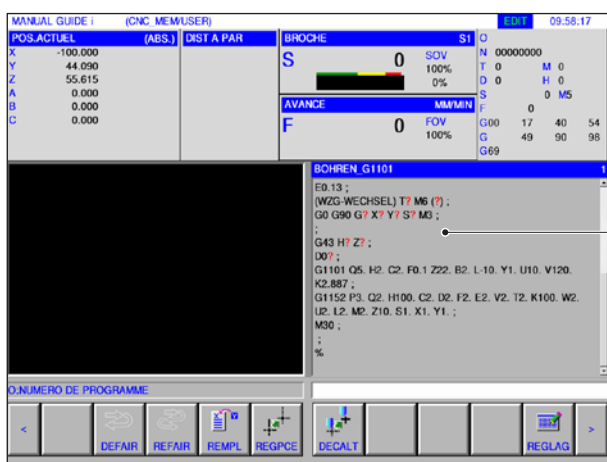 MANUAL GUIDE i (CNC_MEM/USER) EDIT 09:58:17
POS.ACTUEL (ABS.) DIST A PAR
X -100.000
Y 44.090
Z 55.615
A 0.000
B 0.000
C 0.000
BROCHE S1
S 0 SOV
100%
0%
AVANCE MM/MIN
F 0 FOV
100%
O
N 00000000
T 0 M 0
D 0 H 0
S 0 M5
F 0
G00 17 40 54
G 49 90 98
G69
BOHREN_G1101 1
E0.13 ;
(WZG-WECHSEL) T? M6 (?) ;
G0 G90 G? X? Y? S? M3 ;
;
G43 H? Z? ;
D0? ;
G1101 Q5. H2. C2. F0.1 Z22. B2. L-10. Y1. U10. V120.
K2.887 ;
G1152 P3. Q2. H100. C2. D2. F2. E2. V2. T2. K100. W2.
U2. L2. M2. Z10. S1. X1. Y1. ;
M30 ;
;
%
O:NUMERO DE PROGRAMME
< DEFAIR REFAIR REMPL REGPCE DECALT REGLAG >